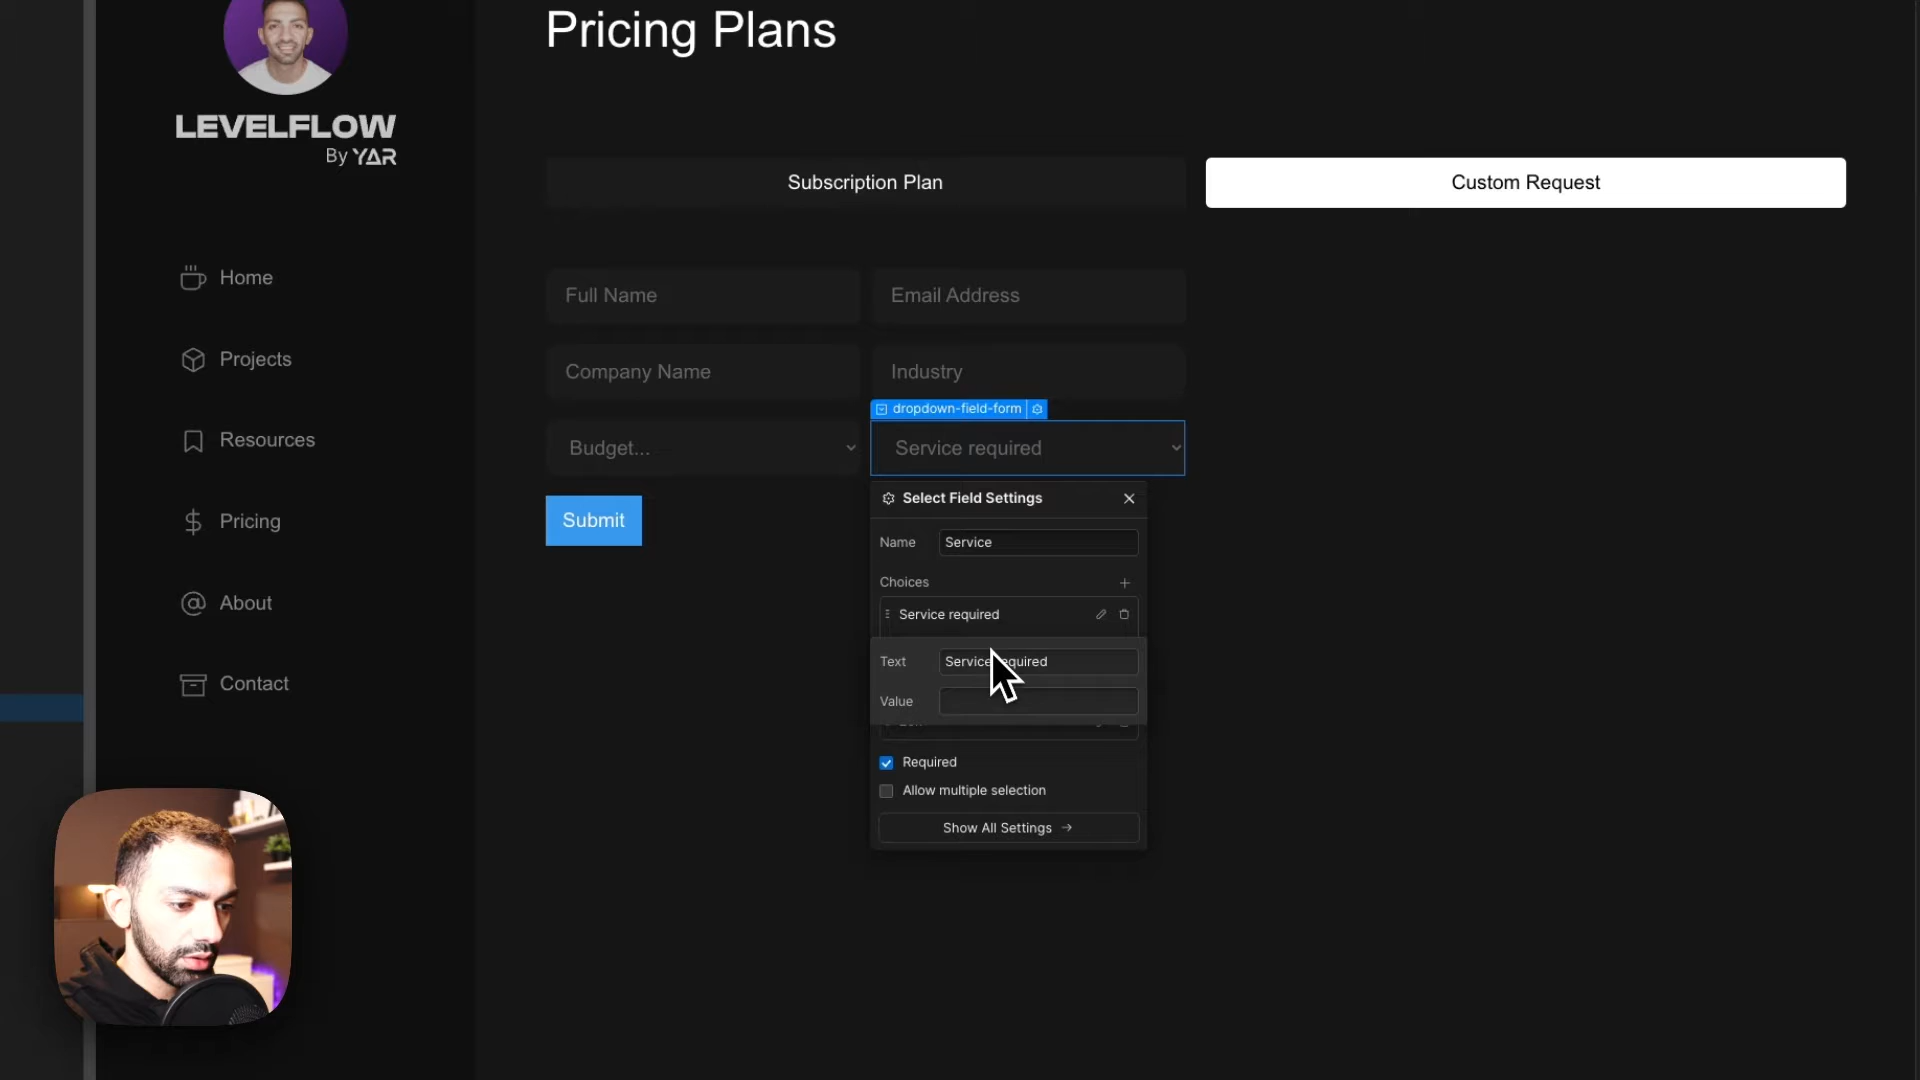 Pricing Plans
LEVELFLOW
By YAR
Subscription Plan
Custom Request
Home
Projects
Resources
Pricing
About
Contact
Full Name
Email Address
Company Name
Industry
dropdown-field-form
Budget...
Service required
Submit
Select Field Settings
Name
Service
Choices
Service required
Text
Service quired
Value
Required
Allow multiple selection
Show All Settings →